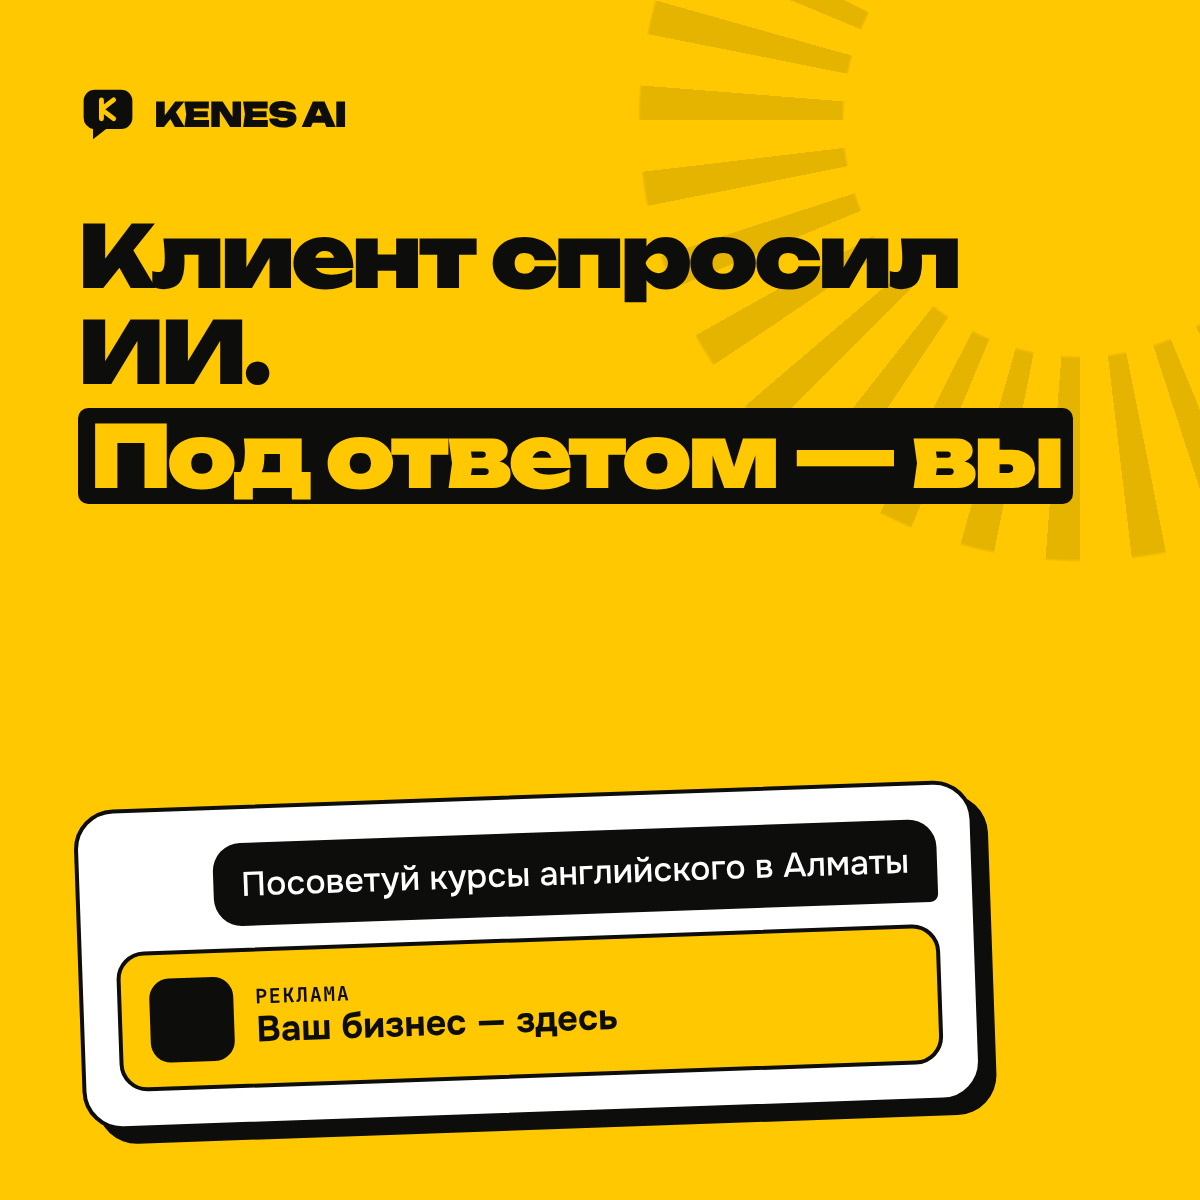 K KENES AI
Клиент спросил
ИИ.
Под ответом — вы
Посоветуй курсы английского в Алматы
РЕКЛАМА
Ваш бизнес — здесь